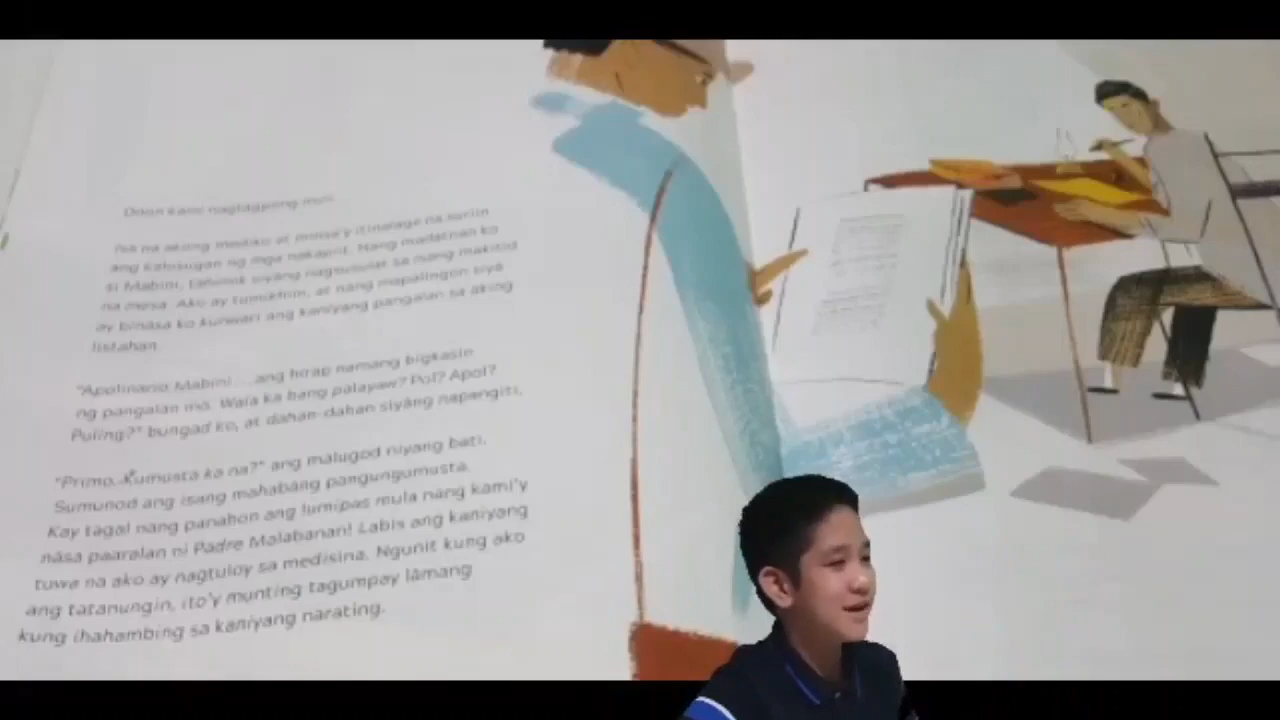 Doon kami nagtagpong muli.
Isa na akong mediko at minsa'y itinalaga na suriin
ang kalusugan ng mga nakapiit. Nang madatnan ko
si Mabini, tahimik siyang nagsusulat sa isang makitid
na mesa. Ako ay tumikhim, at nang mapalingon siya
ay binasa ko kunwari ang kaniyang pangalan sa aking
listahan.
"Apolinario Mabini ... ang hirap namang bigkasin
ng pangalan mo. Wala ka bang palayaw? Pol? Apol?
Puling?" bungad ko, at dahan-dahan siyang napangiti.
"Primo, kumusta ka na?" ang malugod niyang bati.
Sumunod ang isang mahabang pangungumusta.
Kay tagal nang panahon ang lumipas mula nang kami'y
nása paaralan ni Padre Malabanan! Labis ang kaniyang
tuwa na ako ay nagtuloy sa medisina. Ngunit kung ako
ang tatanungin, ito'y munting tagumpay lámang
kung ihahambing sa kaniyang narating.